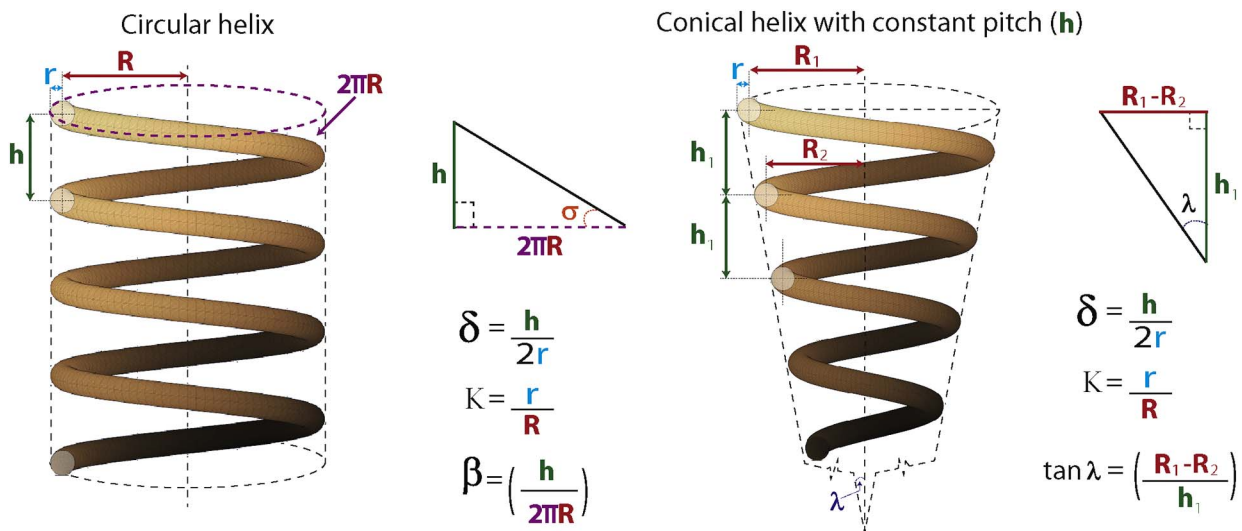 Circular helix
R
r
2πR
h
h
σ
2πR
δ = h / 2r
K = r / R
β = ( h / 2πR )
Conical helix with constant pitch (h)
R₁
r
h₁
R₂
h₁
λ
R₁-R₂
h₁
λ
δ = h / 2r
K = r / R
tan λ = ( R₁-R₂ / h₁ )